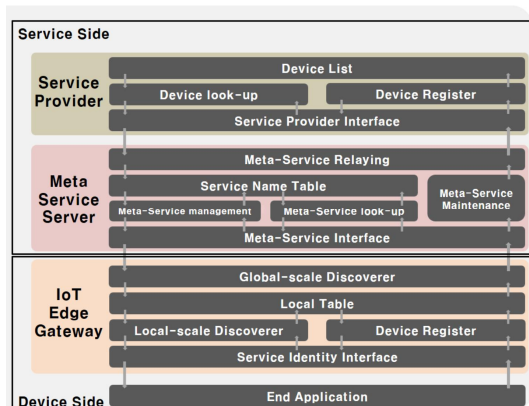 Service Side
Service
Provider
Device List
Device look-up
Device Register
Service Provider Interface
Meta
Service
Server
Meta-Service Relaying
Service Name Table
Meta-Service management
Meta-Service look-up
Meta-Service
Maintenance
Meta-Service Interface
IoT
Edge
Gateway
Global-scale Discoverer
Local Table
Local-scale Discoverer
Device Register
Service Identity Interface
Device Side
End Application